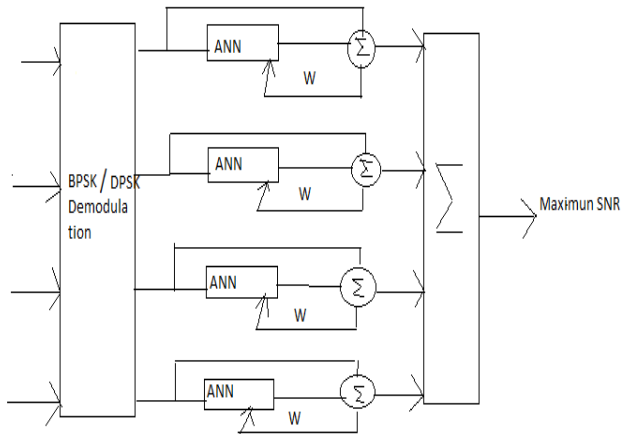 ANN
Σ
W
ANN
Σ
W
BPSK / DPSK
Demodula
tion
Σ
Maximun SNR
ANN
Σ
W
ANN
Σ
W